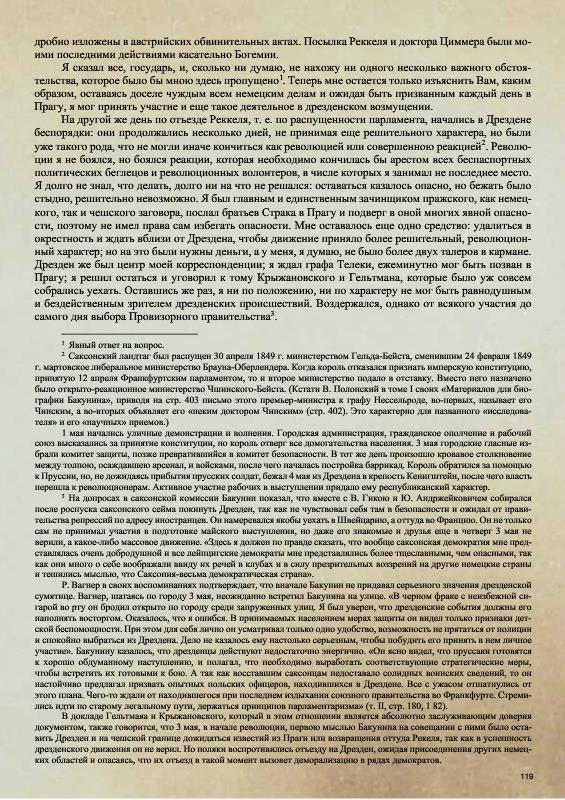 дробно изложены в австрийских обвинительных актах. Посылка Реккеля и доктора Циммера были мо-
ими последними действиями касательно Богемии.
Я сказал все, государь, и, сколько ни думаю, не нахожу ни одного несколько важного обстоя-
тельства, которое было бы мною здесь пропущено¹. Теперь мне остается только изъяснить Вам, каким
образом, оставаясь доселе чуждым всем немецким делам и ожидая быть призванным каждый день в
Прагу, я мог принять участие и еще такое деятельное в дрезденском возмущении.
На другой же день по отъезде Реккеля, т. е. по распущенности парламента, начались в Дрездене
беспорядки: они продолжались несколько дней, не принимая еще решительного характера, но были
уже такого рода, что не могли иначе кончиться как революцией или совершенною реакцией². Револю-
ции я не боялся, но боялся реакции, которая необходимо кончилась бы арестом всех беспаспортных
политических беглецов и революционных волонтеров, в числе которых я занимал не последнее место.
Я долго не знал, что делать, долго ни на что не решался: оставаться казалось опасно, но бежать было
стыдно, решительно невозможно. Я был главным и единственным зачинщиком пражского, как немец-
кого, так и чешского заговора, послал братьев Страка в Прагу и подверг в оной многих явной опасно-
сти, поэтому не имел права сам избегать опасности. Мне оставалось еще одно средство: удалиться в
окрестность и ждать вблизи от Дрездена, чтобы движение приняло более решительный, революцион-
ный характер; но на это были нужны деньги, а у меня, я думаю, не было более двух талеров в кармане.
Дрезден же был центр моей корреспонденции; я ждал графа Телеки, ежеминутно мог быть позван в
Прагу; я решил остаться и уговорил к тому Крыжановского и Гельтмана, которые было уж совсем
собрались уехать. Оставшись же раз, я ни по положению, ни по характеру не мог быть равнодушным
и бездейственным зрителем дрезденских происшествий. Воздержался, однако от всякого участия до
самого дня выбора Провизорного правительства³.
¹ Явный ответ на вопрос.
² Саксонский ландтаг был распущен 30 апреля 1849 г. министерством Гельда-Бейста, сменившим 24 февраля 1849
г. мартовское либеральное министерство Брауна-Оберлендера. Когда король отказался признать имперскую конституцию,
принятую 12 апреля Франкфуртским парламентом, то и второе министерство подало в отставку. Вместо него назначено
было открыто-реакционное министерство Чшинского-Бейста. (Кстати В. Полонский в томе I своих «Материалов для био-
графии Бакунина», приводя на стр. 403 письмо этого премьер-министра к графу Нессельроде, во-первых, называет его
Чинским, а во-вторых объявляет его «неким доктором Чинским» (стр. 402). Это характерно для названного «исследова-
теля» и его «научных» приемов.)
1 мая начались уличные демонстрации и волнения. Городская администрация, гражданское ополчение и рабочий
союз высказались за принятие конституции, но король отверг все домогательства населения. 3 мая городские гласные из-
брали комитет защиты, позже превратившийся в комитет безопасности. В тот же день произошло кровавое столкновение
между толпою, осаждавшею арсенал, и войсками, после чего началась постройка баррикад. Король обратился за помощью
к Пруссии, но, не дождавшись прибытия прусских солдат, бежал 4 мая из Дрездена в крепость Кенигштейн, после чего власть
перешла к революционерам. Активное участие рабочих в выступлении придало ему республиканский характер.
³ На допросах в саксонской комиссии Бакунин показал, что вместе с В. Гикою и Ю. Анджейковичем собирался
после роспуска саксонского сейма покинуть Дрезден, так как не чувствовал себя там в безопасности и ожидал от прави-
тельства репрессий по адресу иностранцев. Он намеревался якобы уехать в Швейцарию, а оттуда во Францию. Он не только
сам не принимал участия в подготовке майского выступления, но даже его знакомые и друзья еще в четверг 3 мая не
верили, а какое-либо массовое движение. «Здесь я должен по правде сказать, что вообще саксонская демократия мне пред-
ставлялась очень добродушной и все лейпцигские демократы мне представлялись более тщеславными, чем опасными, так
как они много о себе воображали ввиду их речей в клубах и в силу презрительных воззрений на другие немецкие страны
и тешились мыслью, что Саксония-весьма демократическая страна».
Р. Вагнер в своих воспоминаниях подтверждает, что вначале Бакунин не придавал серьезного значения дрезденской
сумятице. Вагнер, шатаясь по городу 3 мая, неожиданно встретил Бакунина на улице. «В черном фраке с неизбежной си-
гарой во рту он бродил открыто по городу среди запруженных улиц. Я был уверен, что дрезденские события должны его
наполнять восторгом. Оказалось, что я ошибся. В принимаемых населением мерах защиты он видел только признаки дет-
ской беспомощности. При этом для себя лично он усматривал только одно удобство, возможность не прятаться от полиции
и спокойно выбраться из Дрездена. Дело не казалось ему настолько серьезным, чтобы побудить его принять в нем личное
участие». Бакунину казалось, что дрезденцы действуют недостаточно энергично. «Он ясно видел, что пруссаки готовятся
к хорошо обдуманному наступлению, и полагал, что необходимо выработать соответствующие стратегические меры,
чтобы встретить их готовыми к бою. А так как восставшим саксонцам недоставало солидных воинских сведений, то он
настойчиво предлагал призвать опытных польских офицеров, находившихся в Дрездене. Все с ужасом отшатнулись от
этого плана. Чего-то ждали от находившегося при последнем издыхании союзного правительства во Франкфурте. Стреми-
лись идти по старому легальному пути, держаться принципов парламентаризма» (т. II, стр. 180, 1 82).
В докладе Гельтмана и Крыжановского, который в этом отношении является абсолютно заслуживающим доверия
документом, также говорится, что 3 мая, в начале революции, первою мыслью Бакунина на совещании с ними было оста-
вить Дрезден и на чешской границе дожидаться известий из Праги или возвращения оттуда Рекеля, так как в успешность
дрезденского движения он не верил. Но поляки воспротивились отъезду на Дрезден, ожидая присоединения других немец-
ких областей и опасаясь, что их отъезд в такой момент вызовет деморализацию в рядах демократов.
119